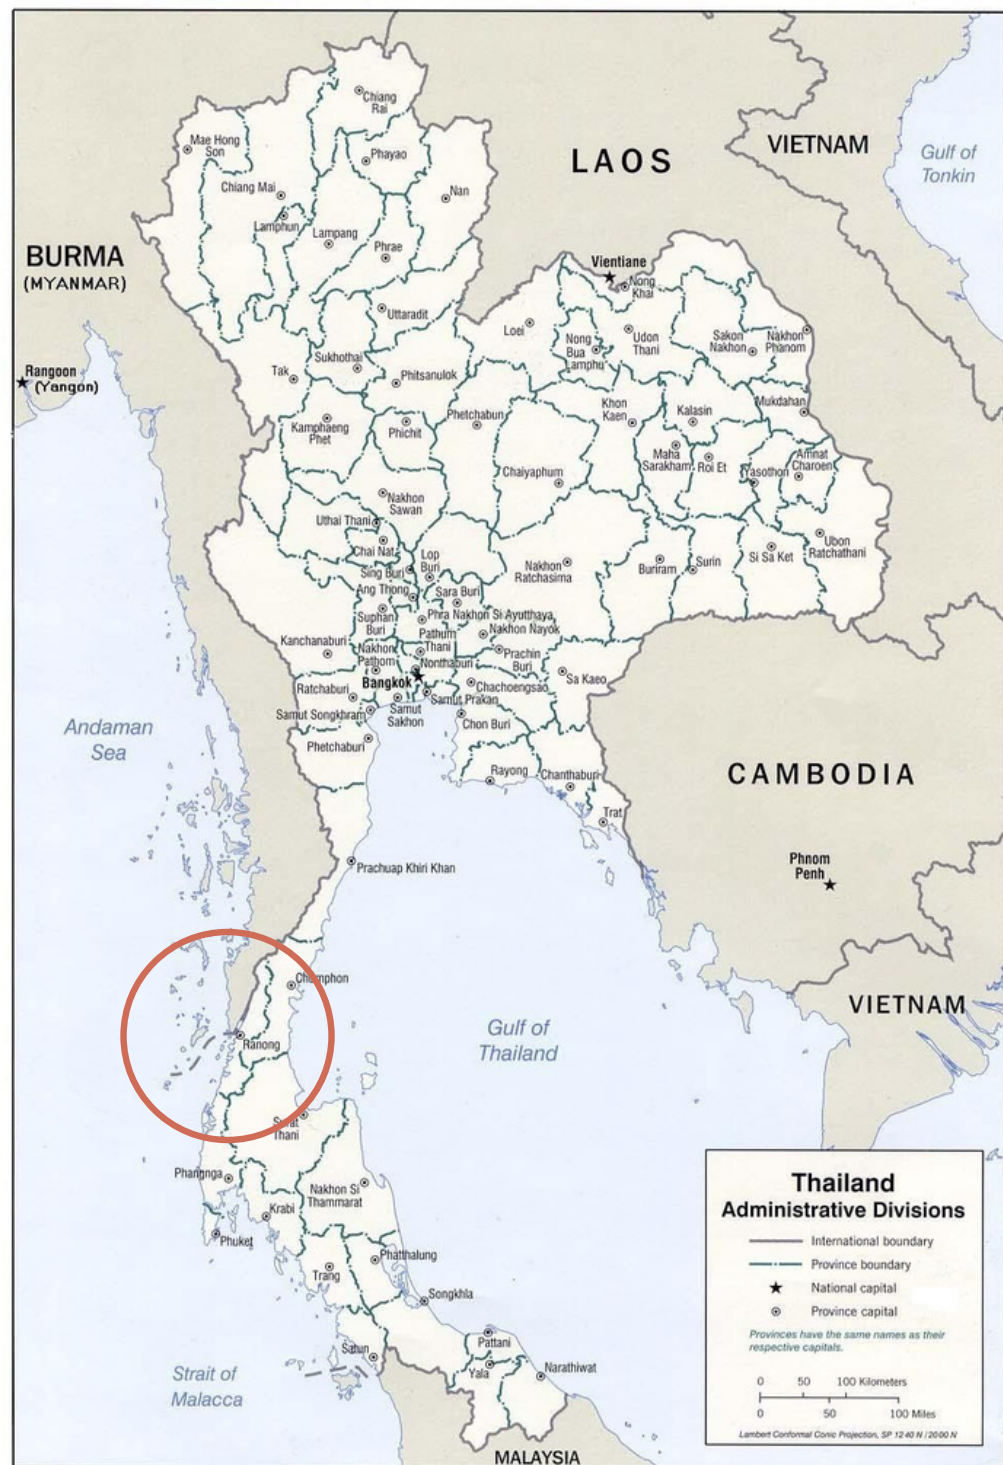 Chiang
Rai
Mae Hong
Son
Phayao
LAOS
VIETNAM
Gulf of
Tonkin
Chiang Mai
Nan
Lamphun
Lampang
Phrae
BURMA
(MYANMAR)
Vientiane
Nong
Khai
Uttaradit
Loei
Nong
Bua
Lamphu
Udon
Thani
Sakon
Nakhon
Nakhon
Phanom
Rangoon
(Yangon)
Sukhothai
Tak
Phitsanulok
Kamphaeng
Phet
Phichit
Phetchabun
Khon
Kaen
Kalasin
Mukdahan
Maha
Sarakham
Roi Et
Yasothon
Amnat
Charoen
Chaiyaphum
Nakhon
Sawan
Uthai Thani
Chai Nat
Lop
Buri
Sing Buri
Nakhon
Ratchasima
Buriram
Surin
Si Sa Ket
Ubon
Ratchathani
Ang Thong
Sara Buri
Suphan
Buri
Phra Nakhon Si Ayutthaya
Pathum
Thani
Nakhon Nayok
Kanchanaburi
Nakhon
Pathom
Nonthaburi
Prachin
Buri
Sa Kaeo
Bangkok
Ratchaburi
Samut
Sakhon
Samut Prakan
Chachoengsao
Samut Songkhram
Chon Buri
Phetchaburi
Rayong
Chanthaburi
Trat
Andaman
Sea
CAMBODIA
Phnom
Penh
Prachuap Khiri Khan
Chumphon
Ranong
VIETNAM
Gulf of
Thailand
Surat
Thani
Phangnga
Nakhon Si
Thammarat
Krabi
Phuket
Phatthalung
Trang
Songkhla
Pattani
Satun
Yala
Narathiwat
Strait of
Malacca
MALAYSIA
Thailand
Administrative Divisions
International boundary
Province boundary
National capital
Province capital
Provinces have the same names as their
respective capitals.
0 50 100 Kilometers
0 50 100 Miles
Lambert Conformal Conic Projection, SP 12 40 N / 20 00 N